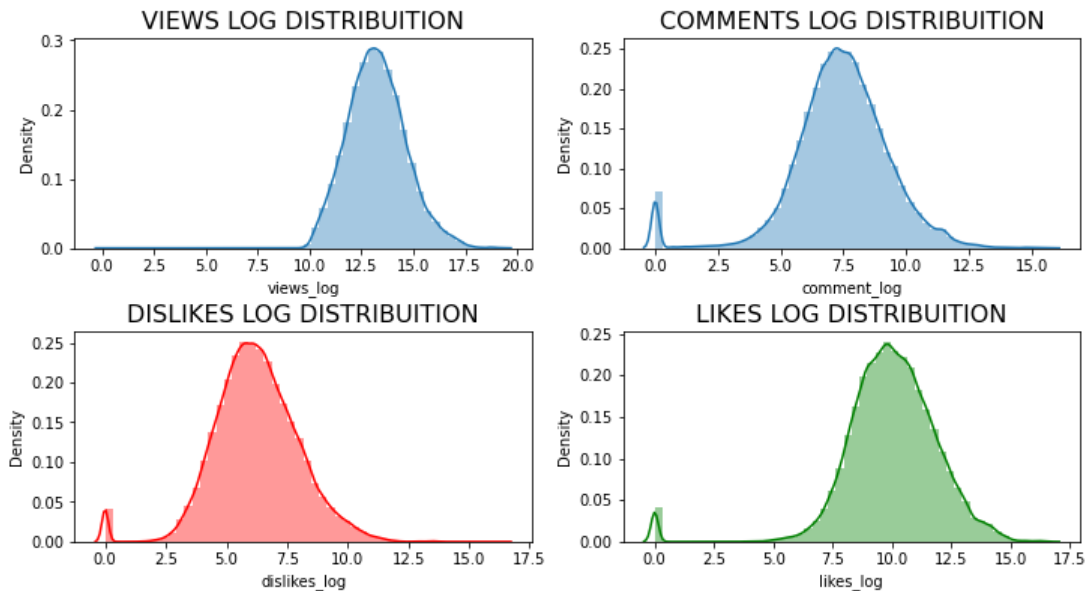 VIEWS LOG DISTRIBUITION
0.3
0.2
0.1
0.0
Density
0.0 2.5 5.0 7.5 10.0 12.5 15.0 17.5 20.0
views_log
COMMENTS LOG DISTRIBUITION
0.25
0.20
0.15
0.10
0.05
0.00
Density
0.0 2.5 5.0 7.5 10.0 12.5 15.0
comment_log
DISLIKES LOG DISTRIBUITION
0.25
0.20
0.15
0.10
0.05
0.00
Density
0.0 2.5 5.0 7.5 10.0 12.5 15.0 17.5
dislikes_log
LIKES LOG DISTRIBUITION
0.25
0.20
0.15
0.10
0.05
0.00
Density
0.0 2.5 5.0 7.5 10.0 12.5 15.0 17.5
likes_log